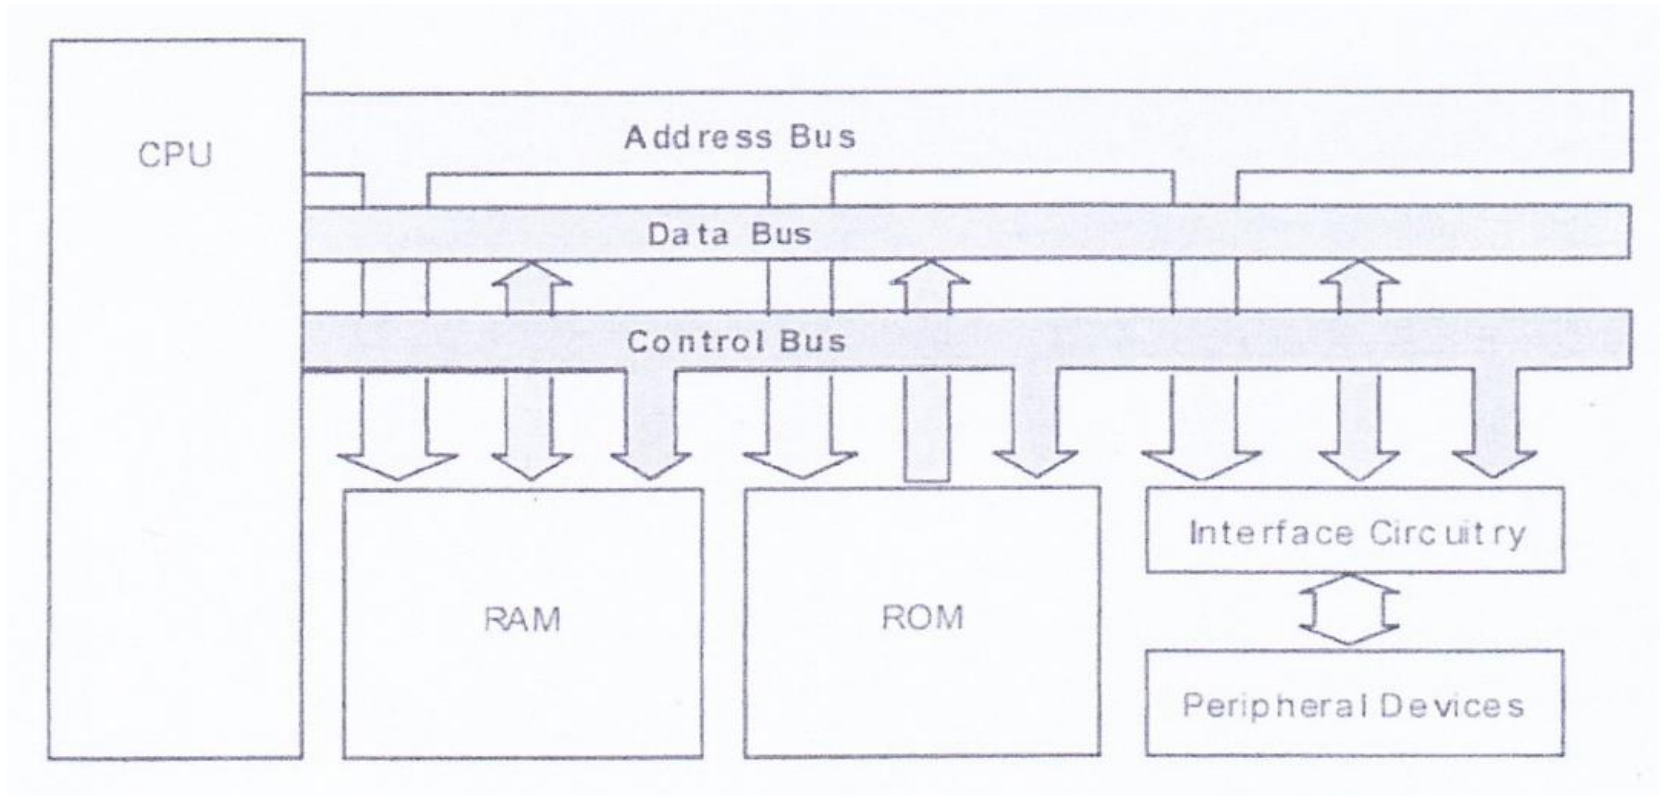 CPU
Address Bus
Data Bus
Control Bus
RAM
ROM
Interface Circuitry
Peripheral Devices